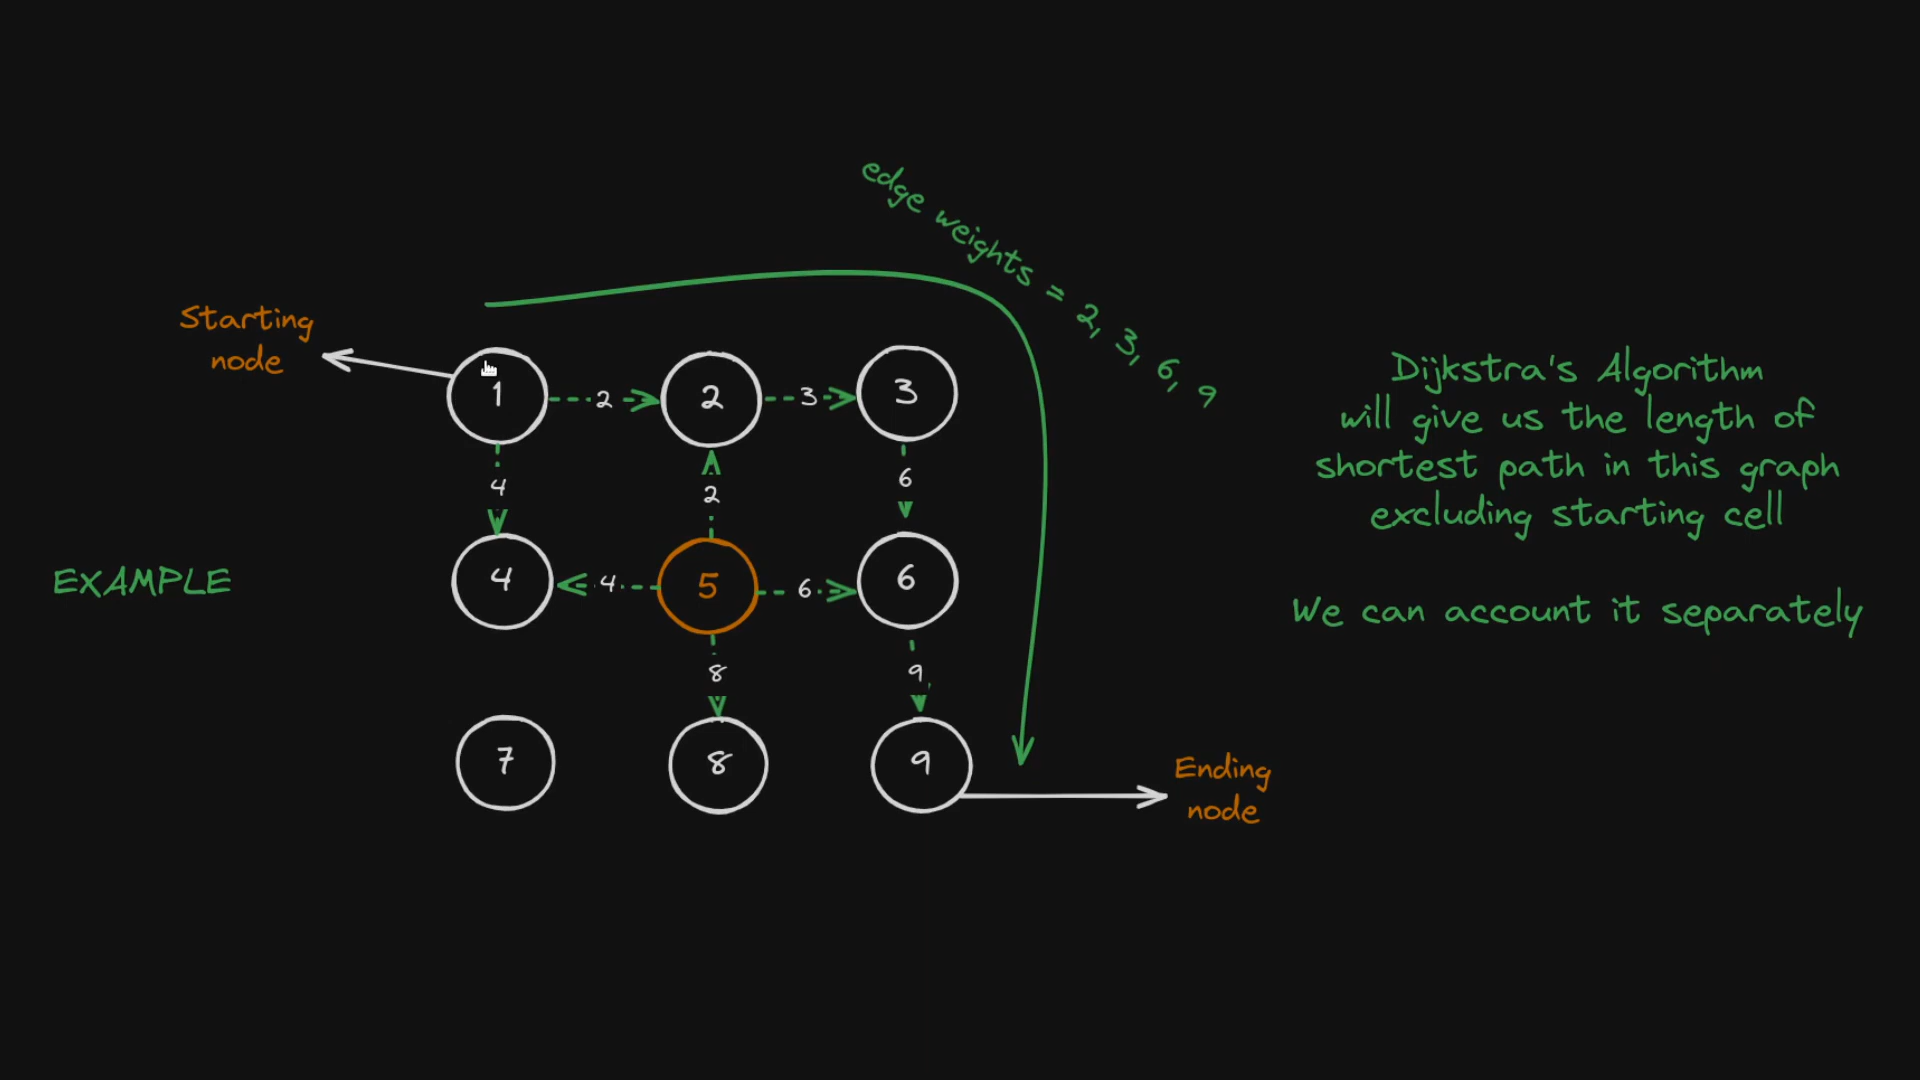 edge weights = 2, 3, 6, 9
Starting
node
1
2
2
3
3
4
2
6
EXAMPLE
4
4
5
6
6
8
9
7
8
9
Ending
node
Dijkstra's Algorithm
will give us the length of
shortest path in this graph
excluding starting cell
We can account it separately